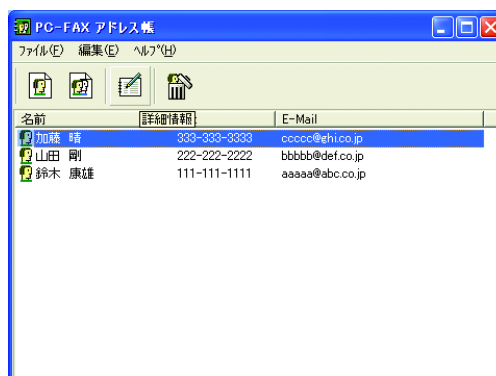 PC-FAX アドレス帳
ファイル(F) 編集(E) ヘルプ(H)
名前 詳細情報 E-Mail
加藤 晴 333-333-3333 ccccc@ghi.co.jp
山田 剛 222-222-2222 bbbbb@def.co.jp
鈴木 康雄 111-111-1111 aaaaa@abc.co.jp